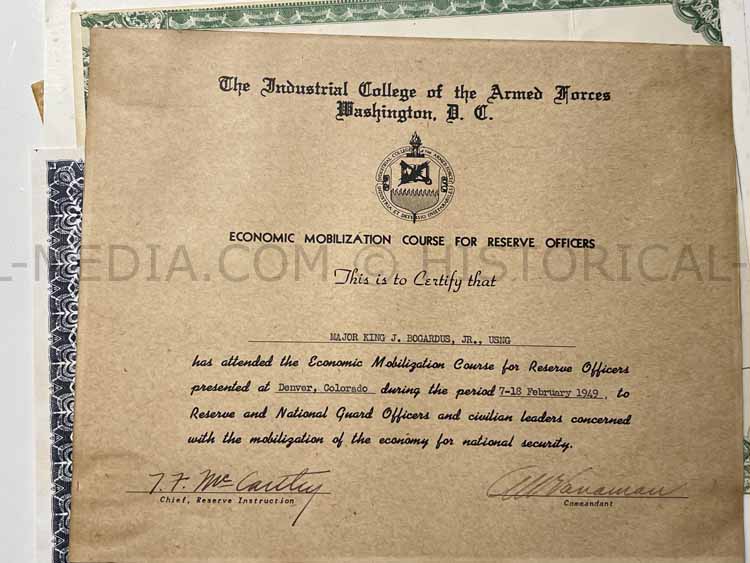 The Industrial College of the Armed Forces
Washington, D. C.
ECONOMIC MOBILIZATION COURSE FOR RESERVE OFFICERS
L-MEDIA.COM © HISTORICAL-
This is to Certify that
MAJOR KING J. BOGARDUS, JR., USNG
has attended the Economic Mobilization Course for Reserve Officers
presented at Denver, Colorado during the period 7-18 February 1949, to
Reserve and National Guard Officers and civilian leaders concerned
with the mobilization of the economy for national security.
T. F. McCarthy
Chief, Reserve Instruction
Vanaman
Commandant